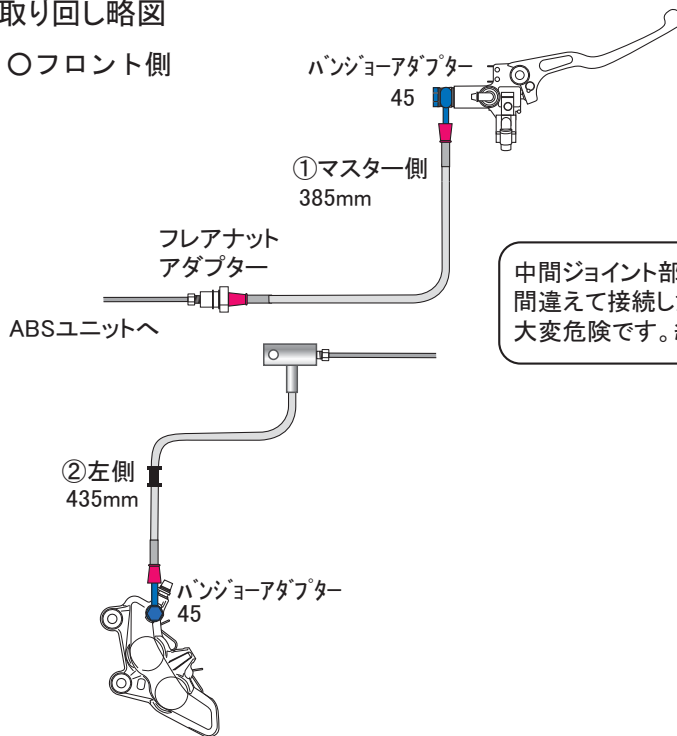 取り回し略図
○フロント側
バンジョーアダプター
45
①マスター側
385mm
フレアナット
アダプター
ABSユニットへ
中間ジョイント部
間違えて接続し
大変危険です。
②左側
435mm
バンジョーアダプター
45